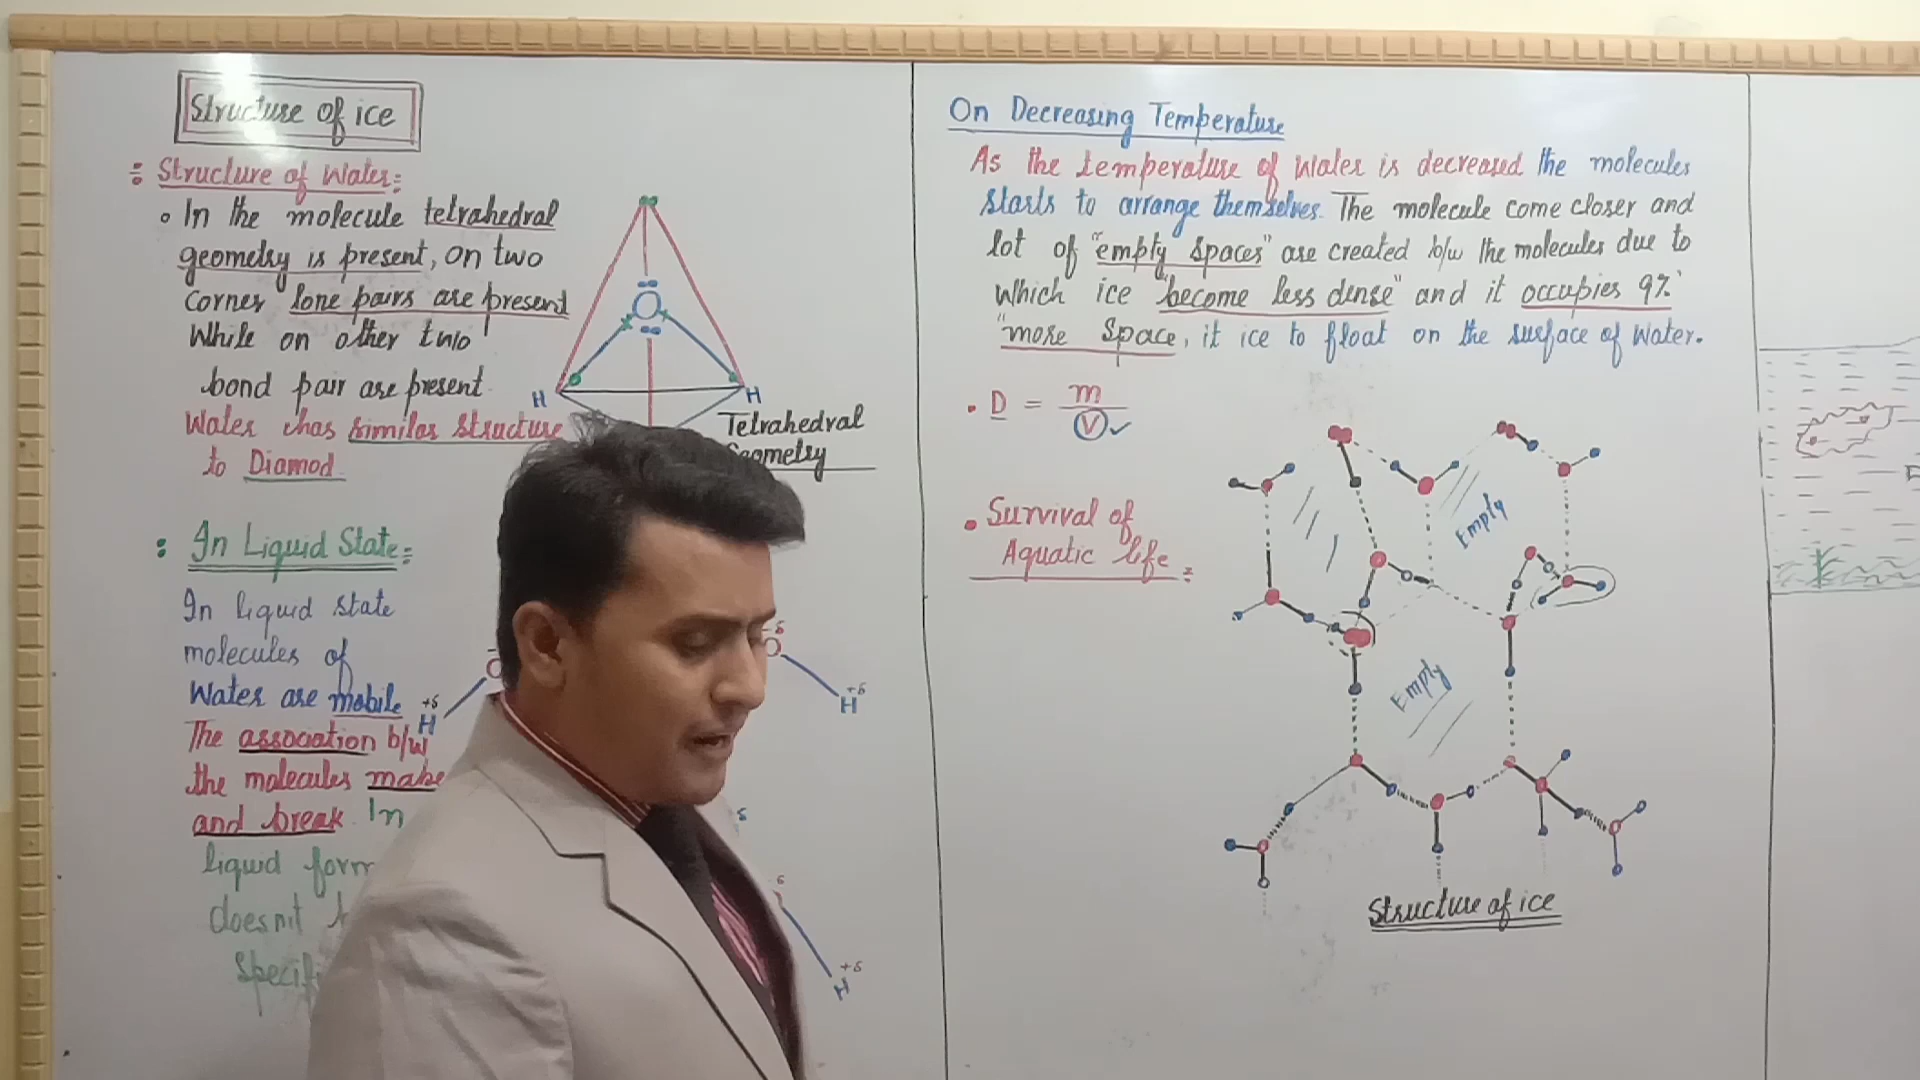 Structure of ice
: Structure of Water:
• In the molecule tetrahedral
geometry is present, on two
corner lone pairs are present
While on other two
bond pair are present
Water has similar structure
to Diamod
O
H
H
Tetrahedral
Geometry
: In Liquid State:
In liquid state
molecules of
Water are mobile
The association b/w
the molecules make
and break. In
liquid form
doesn't
+δ
H
-δ
O
+δ
H
δ
δ
+δ
H
On Decreasing Temperature
As the temperature of Water is decreased the molecules
starts to arrange themselves. The molecule come closer and
lot of "empty spaces" are created b/w the molecules due to
Which ice "become less dense" and it occupies 9%
"more space, it ice to float on the surface of Water.
• D = m
V
• Survival of
Aquatic life:
Empty
Empty
Structure of ice